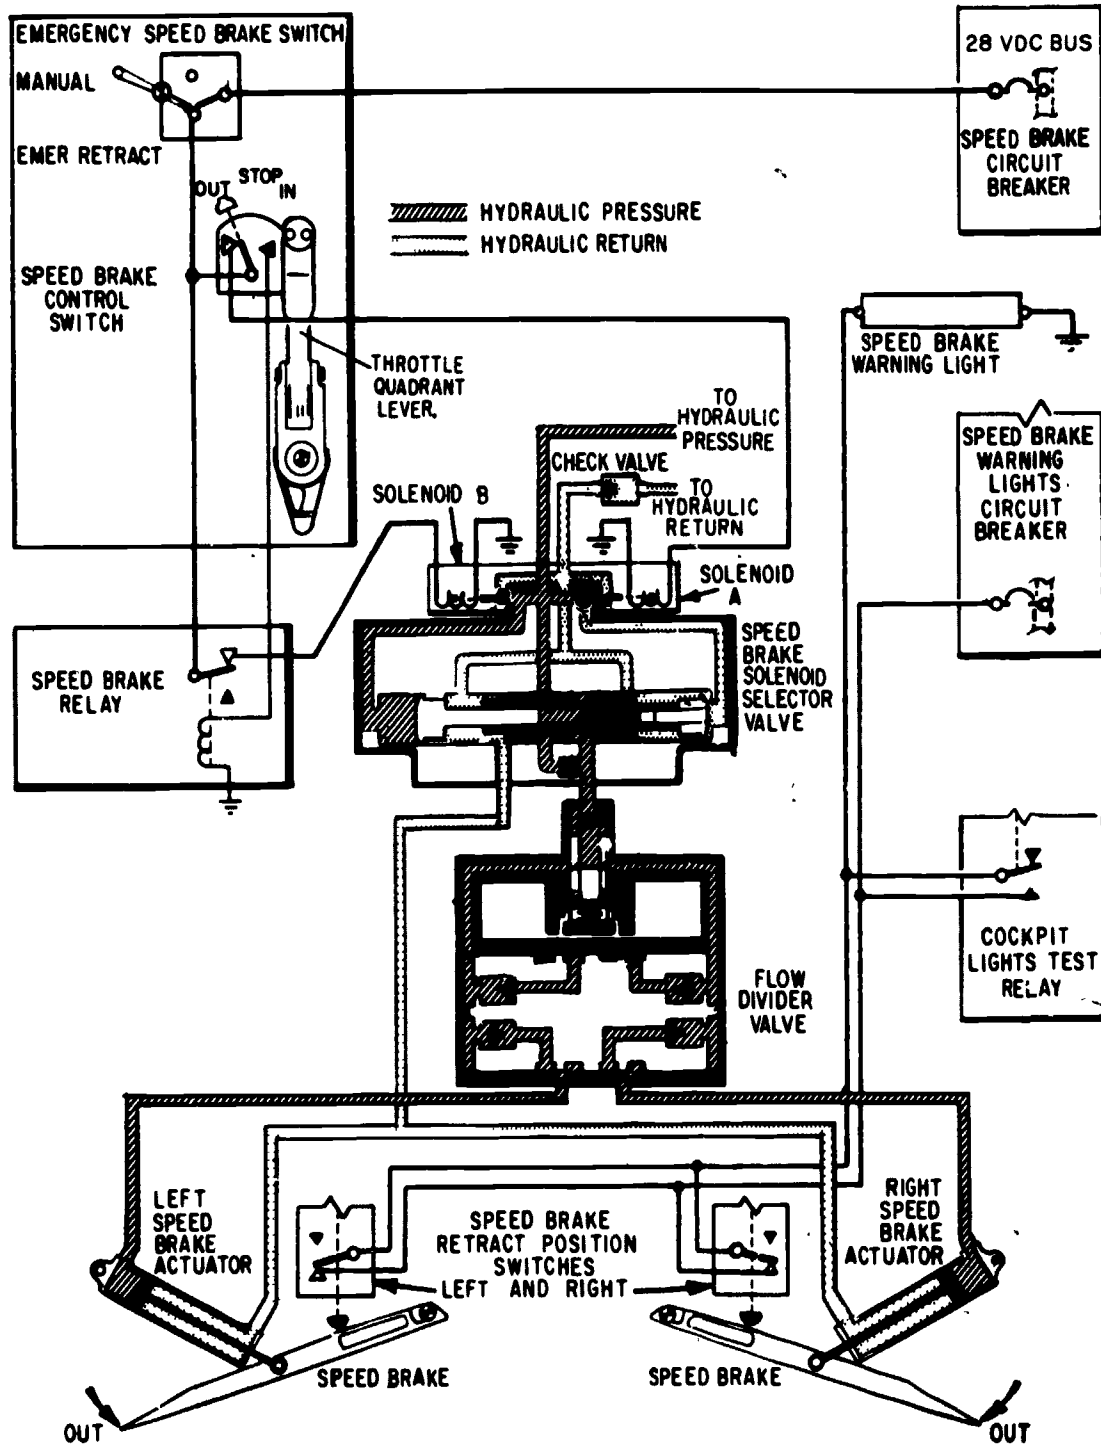 EMERGENCY SPEED BRAKE SWITCH
MANUAL
EMER RETRACT
OUT
STOP
IN
SPEED BRAKE
CONTROL
SWITCH
THROTTLE
QUADRANT
LEVER.
HYDRAULIC PRESSURE
HYDRAULIC RETURN
28 VDC BUS
SPEED BRAKE
CIRCUIT
BREAKER
SPEED BRAKE
WARNING LIGHT
SPEED BRAKE
WARNING
LIGHTS
CIRCUIT
BREAKER
TO
HYDRAULIC
PRESSURE
CHECK VALVE
TO
HYDRAULIC
RETURN
SOLENOID B
SOLENOID
A
SPEED
BRAKE
SOLENOID
SELECTOR
VALVE
SPEED BRAKE
RELAY
COCKPIT
LIGHTS TEST
RELAY
FLOW
DIVIDER
VALVE
LEFT
SPEED
BRAKE
ACTUATOR
SPEED BRAKE
RETRACT POSITION
SWITCHES
LEFT AND RIGHT
RIGHT
SPEED
BRAKE
ACTUATOR
SPEED BRAKE
SPEED BRAKE
OUT
OUT